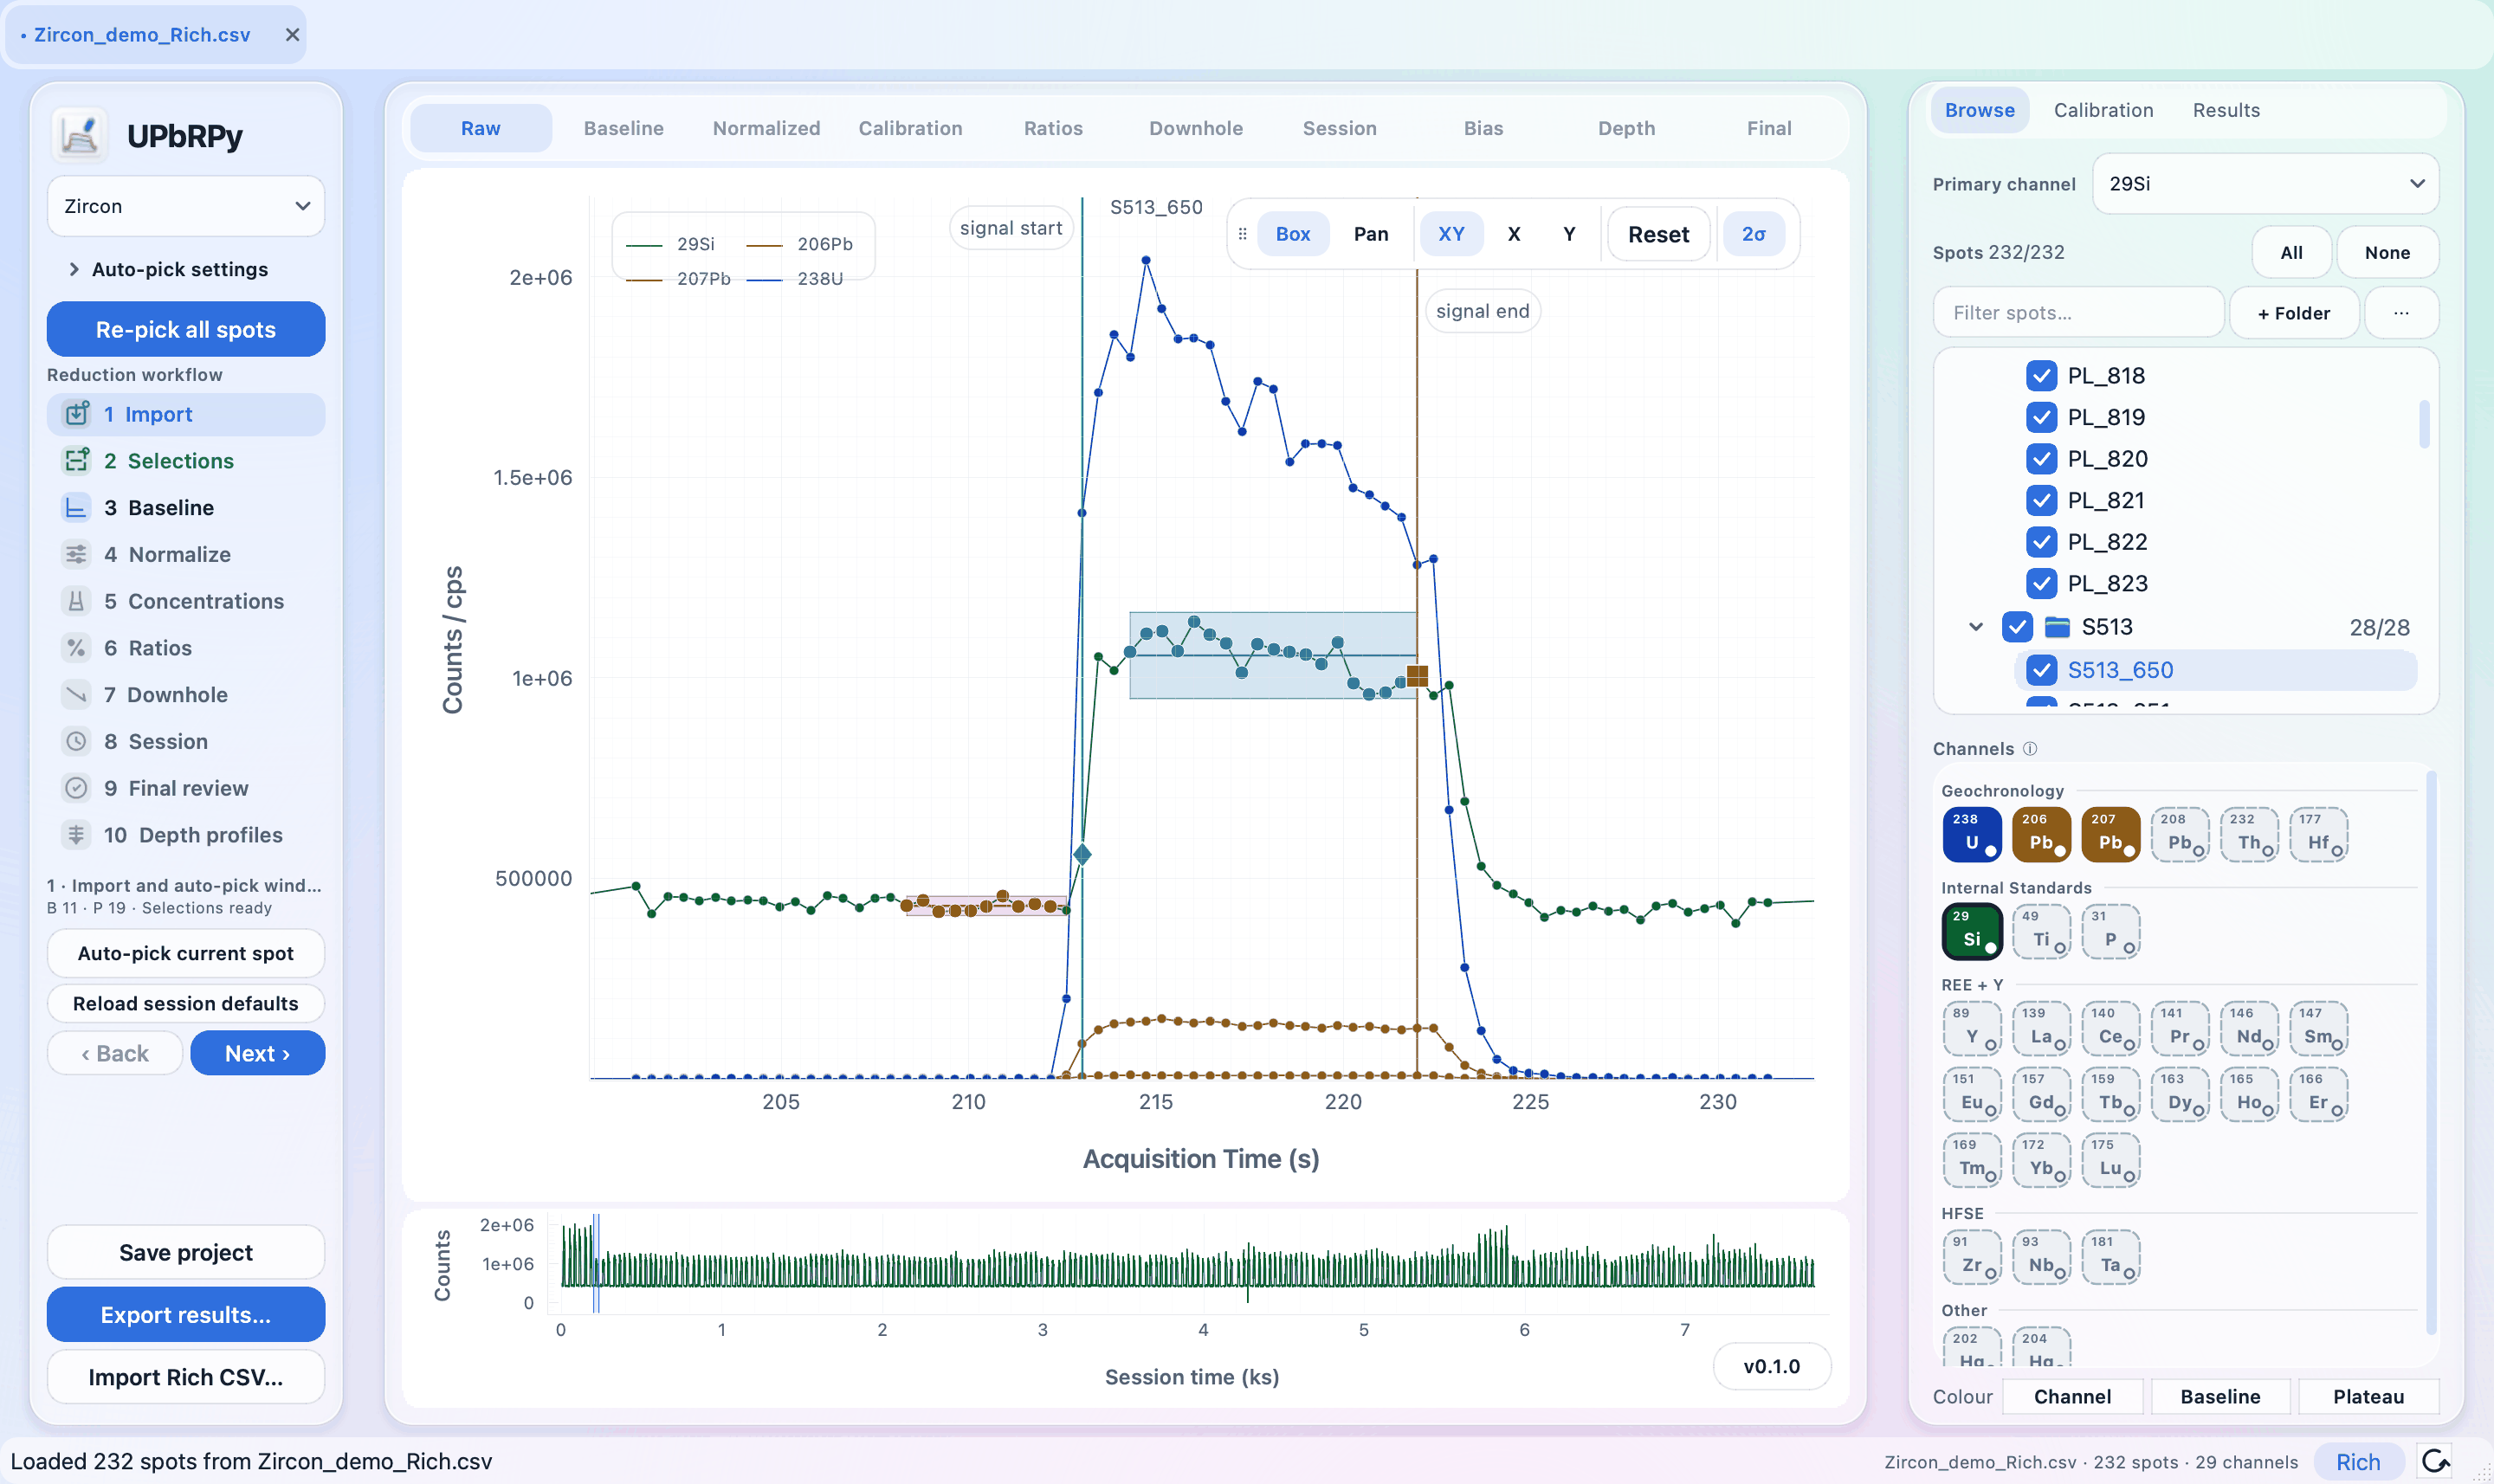 • Zircon_demo_Rich.csv ×
UPbRPy
Zircon
Auto-pick settings
Re-pick all spots
Reduction workflow
1 Import
2 Selections
3 Baseline
4 Normalize
5 Concentrations
6 Ratios
7 Downhole
8 Session
9 Final review
10 Depth profiles
1 · Import and auto-pick wind...
B 11 · P 19 · Selections ready
Auto-pick current spot
Reload session defaults
‹ Back Next ›
Save project
Export results...
Import Rich CSV...
Raw Baseline Normalized Calibration Ratios Downhole Session Bias Depth Final
S513_650
signal start
29Si 206Pb
207Pb 238U
Box Pan XY X Y Reset 2σ
signal end
2e+06
1.5e+06
1e+06
500000
Counts / cps
205 210 215 220 225 230
Acquisition Time (s)
2e+06
1e+06
0
Counts
0 1 2 3 4 5 6 7
Session time (ks)
v0.1.0
Browse Calibration Results
Primary channel 29Si
Spots 232/232 All None
Filter spots... + Folder ...
PL_818
PL_819
PL_820
PL_821
PL_822
PL_823
S513 28/28
S513_650
Channels ⓘ
Geochronology
238 U 206 Pb 207 Pb 208 Pb 232 Th 177 Hf
Internal Standards
29 Si 49 Ti 31 P
REE + Y
89 Y 139 La 140 Ce 141 Pr 146 Nd 147 Sm
151 Eu 157 Gd 159 Tb 163 Dy 165 Ho 166 Er
169 Tm 172 Yb 175 Lu
HFSE
91 Zr 93 Nb 181 Ta
Other
202 Hg 204 Hg
Colour Channel Baseline Plateau
Loaded 232 spots from Zircon_demo_Rich.csv
Zircon_demo_Rich.csv · 232 spots · 29 channels Rich